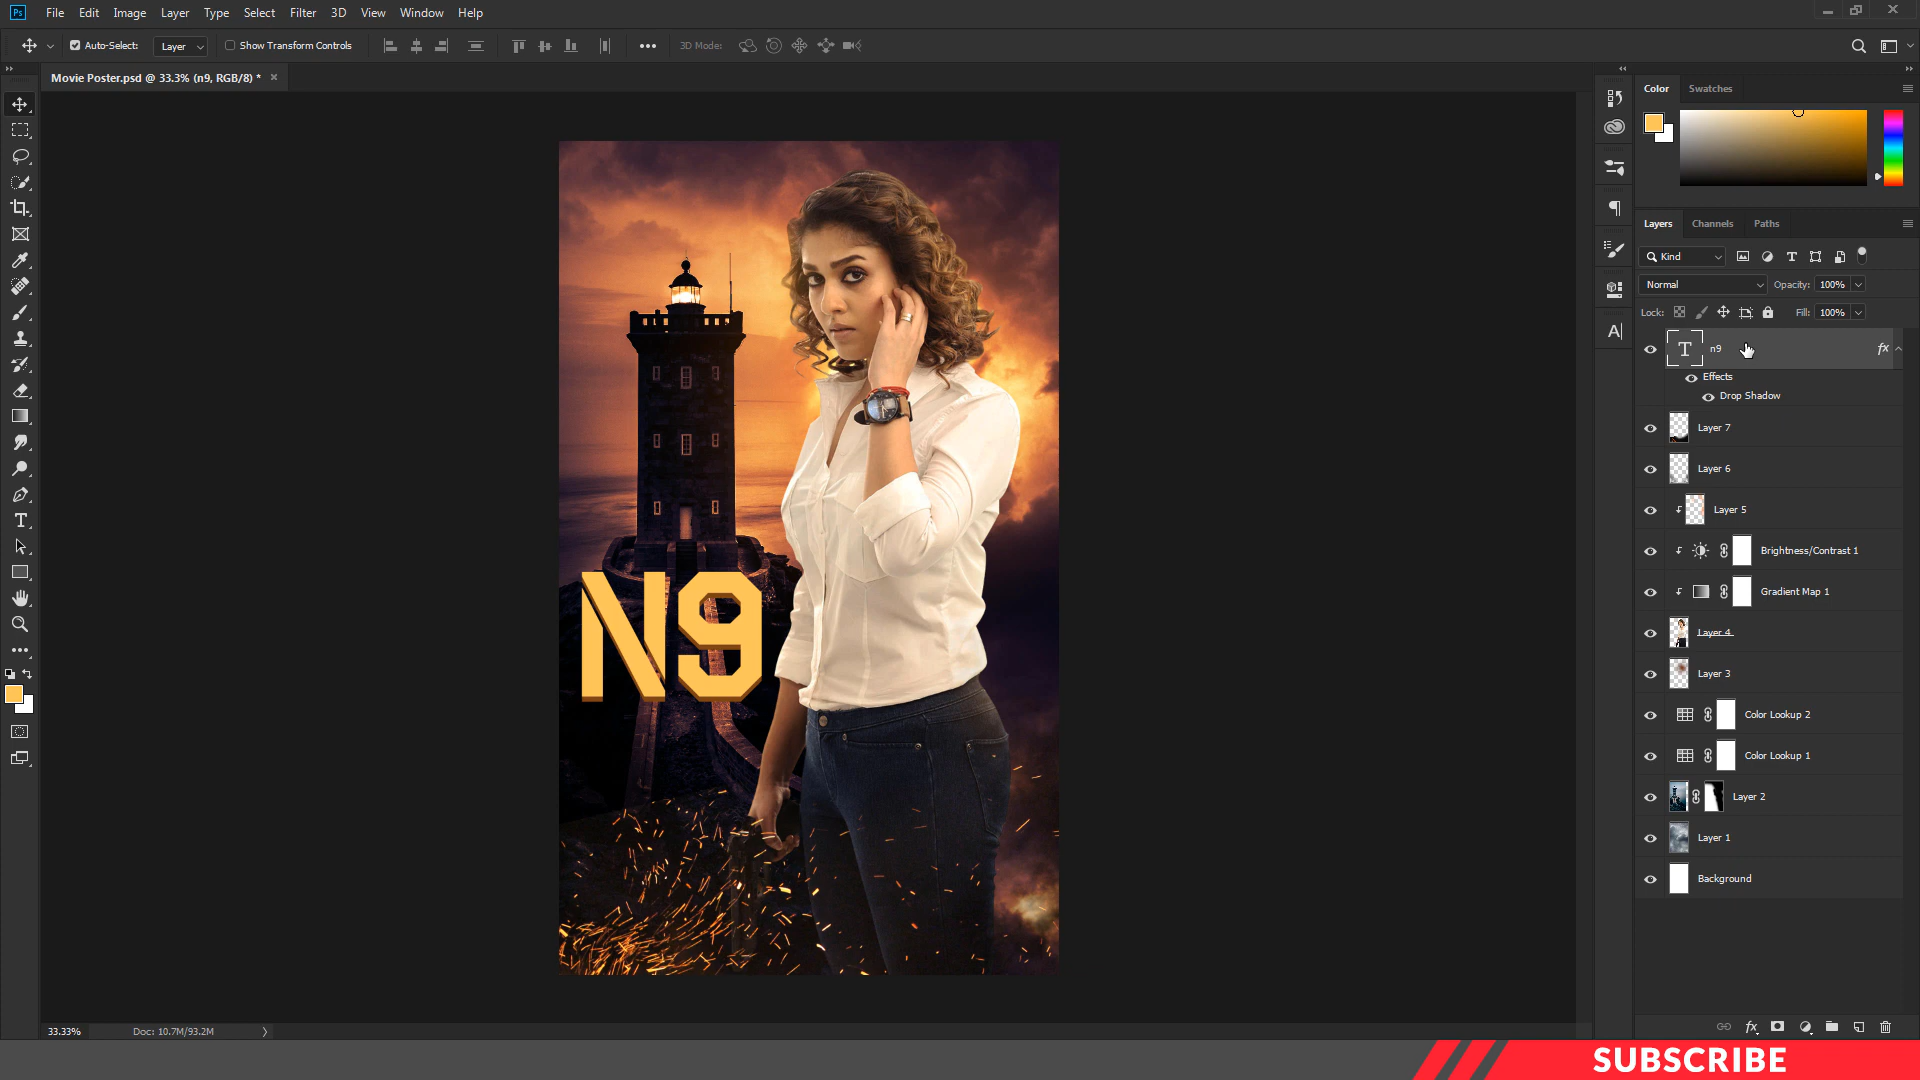 Ps File Edit Image Layer Type Select Filter 3D View Window Help
Auto-Select: Layer Show Transform Controls 3D Mode:
Movie Poster.psd @ 33.3% (n9, RGB/8) *
Color Swatches
Layers Channels Paths
Kind
Normal Opacity: 100%
Lock: Fill: 100%
n9 fx
Effects
Drop Shadow
Layer 7
Layer 6
Layer 5
Brightness/Contrast 1
Gradient Map 1
Layer 4
Layer 3
Color Lookup 2
Color Lookup 1
Layer 2
Layer 1
Background
N9
33.33% Doc: 10.7M/93.2M
SUBSCRIBE